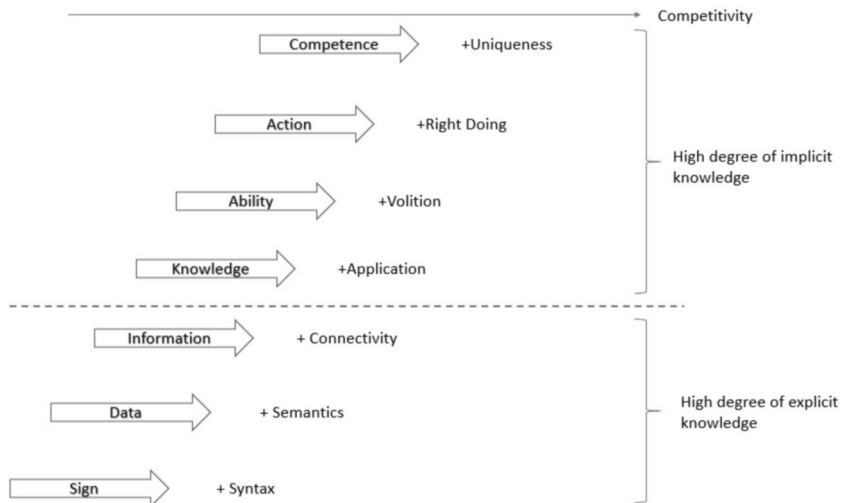 Competitivity
Competence +Uniqueness
Action +Right Doing
High degree of implicit
knowledge
Ability +Volition
Knowledge +Application
Information + Connectivity
High degree of explicit
knowledge
Data + Semantics
Sign + Syntax